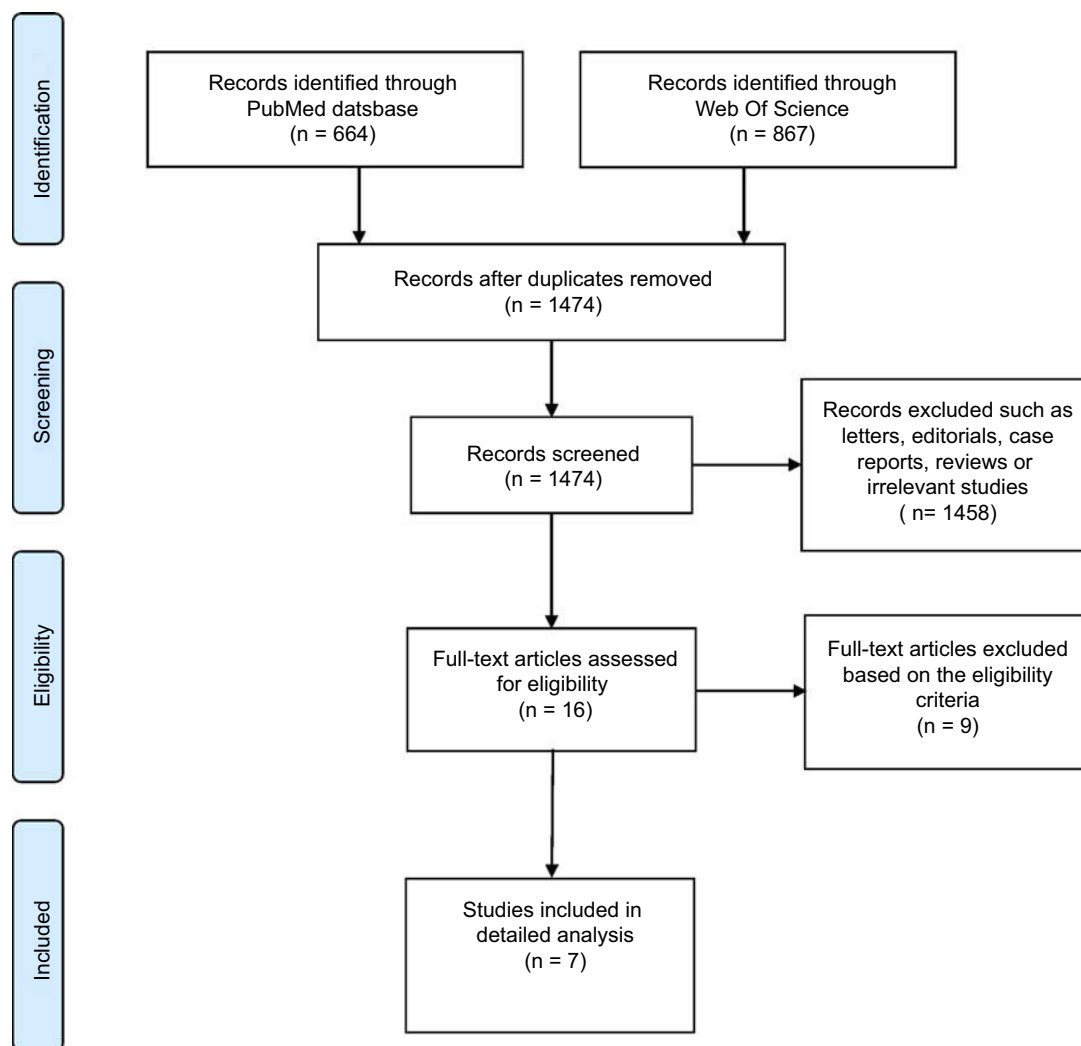 Identification
Records identified through
PubMed datsbase
(n = 664)
Records identified through
Web Of Science
(n = 867)
Records after duplicates removed
(n = 1474)
Screening
Records screened
(n = 1474)
Records excluded such as
letters, editorials, case
reports, reviews or
irrelevant studies
( n= 1458)
Eligibility
Full-text articles assessed
for eligibility
(n = 16)
Full-text articles excluded
based on the eligibility
criteria
(n = 9)
Included
Studies included in
detailed analysis
(n = 7)